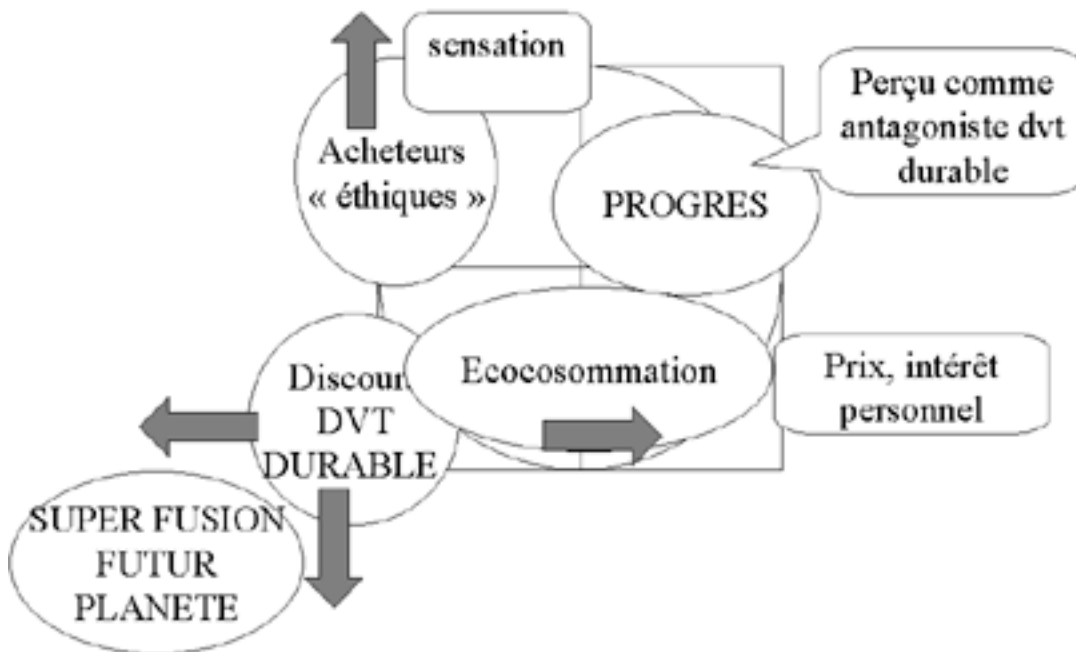 sensation
Perçu comme
antagoniste dvt
durable
Acheteurs
« éthiques »
PROGRES
Ecocosommation
Prix, intérêt
personnel
Discour
DVT
DURABLE
SUPER FUSION
FUTUR
PLANETE